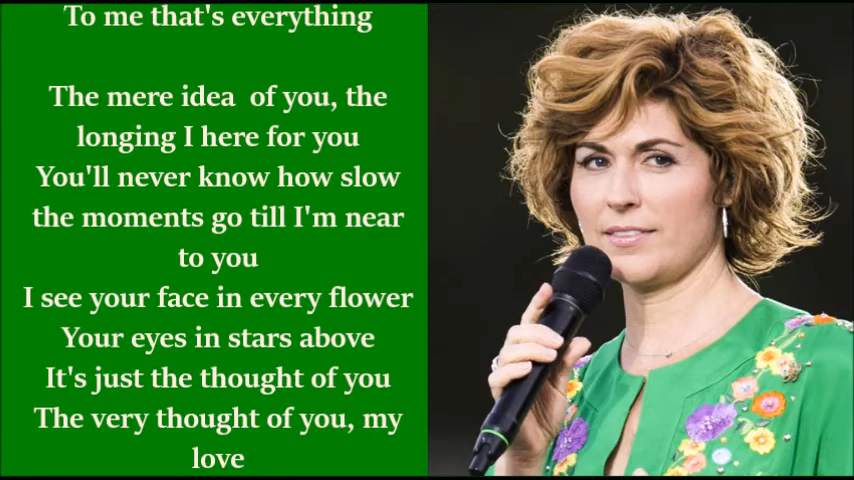 To me that's everything
The mere idea  of you, the
longing I here for you
You'll never know how slow
the moments go till I'm near
to you
I see your face in every flower
Your eyes in stars above
It's just the thought of you
The very thought of you, my
love